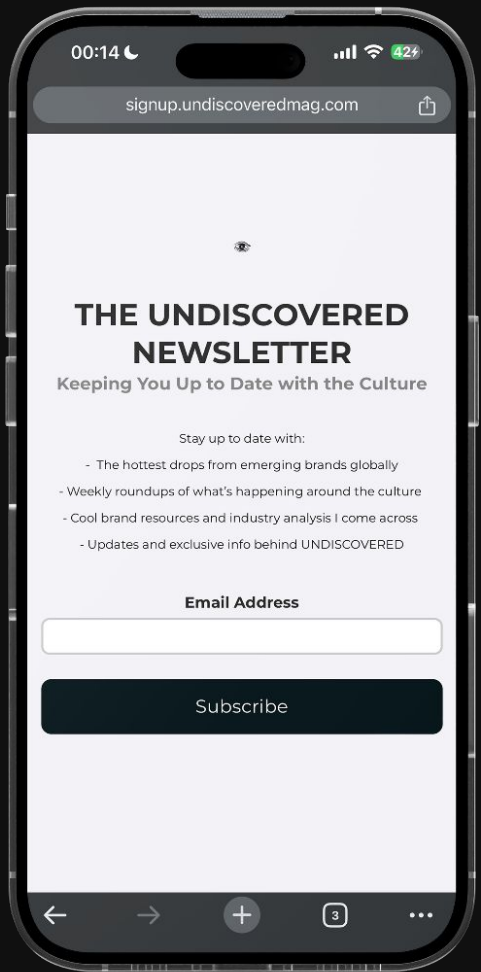 00:14
42
signup.undiscoveredmag.com
THE UNDISCOVERED
NEWSLETTER
Keeping You Up to Date with the Culture
Stay up to date with:
- The hottest drops from emerging brands globally
- Weekly roundups of what's happening around the culture
- Cool brand resources and industry analysis I come across
- Updates and exclusive info behind UNDISCOVERED
Email Address
Subscribe
3